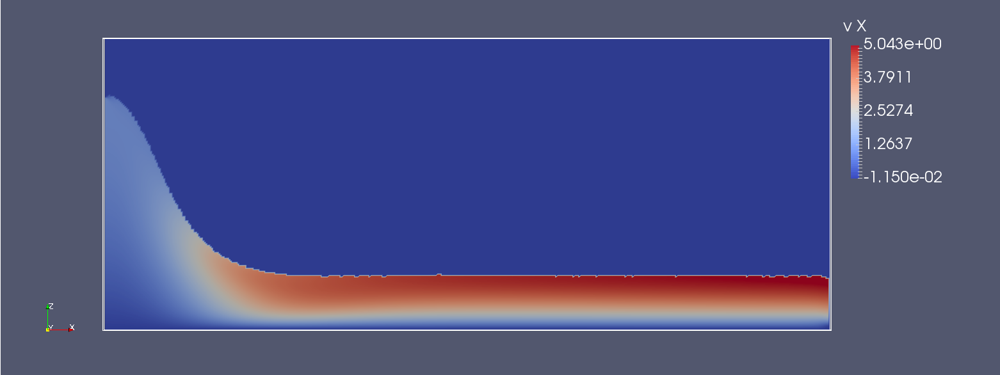 v X
5.043e+00
3.7911
2.5274
1.2637
-1.150e-02
Z
Y X